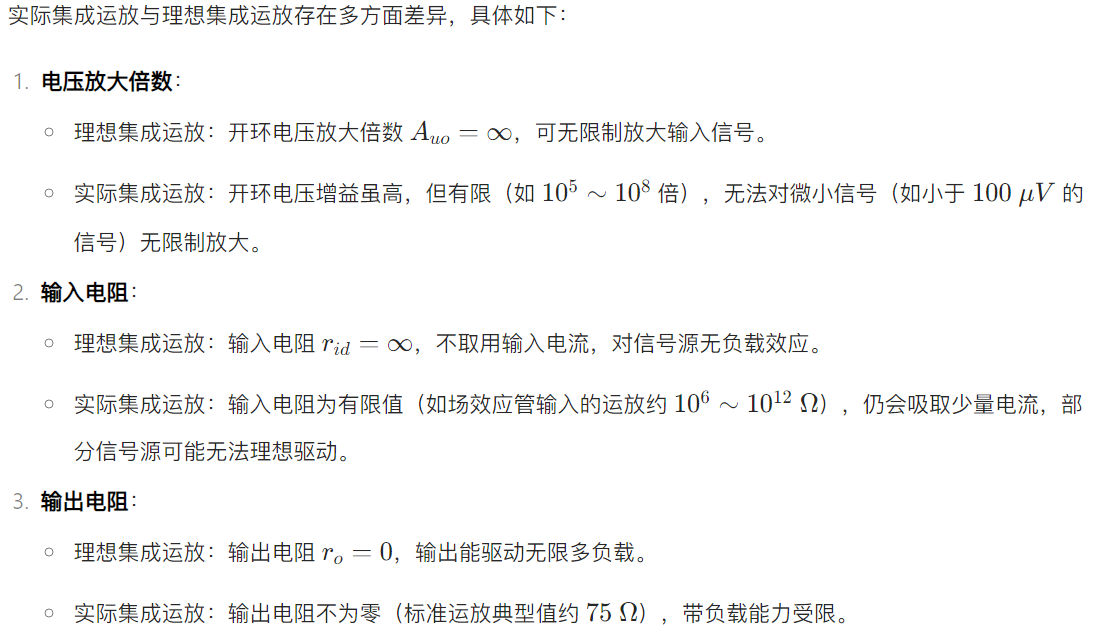 实际集成运放与理想集成运放存在多方面差异，具体如下：
1. 电压放大倍数：
○ 理想集成运放：开环电压放大倍数 $A_{uo} = \infty$，可无限制放大输入信号。
○ 实际集成运放：开环电压增益虽高，但有限（如 $10^5 \sim 10^8$ 倍），无法对微小信号（如小于 $100\ \mu V$ 的
信号）无限制放大。
2. 输入电阻：
○ 理想集成运放：输入电阻 $r_{id} = \infty$，不取用输入电流，对信号源无负载效应。
○ 实际集成运放：输入电阻为有限值（如场效应管输入的运放约 $10^6 \sim 10^{12}\ \Omega$），仍会吸取少量电流，部
分信号源可能无法理想驱动。
3. 输出电阻：
○ 理想集成运放：输出电阻 $r_o = 0$，输出能驱动无限多负载。
○ 实际集成运放：输出电阻不为零（标准运放典型值约 $75\ \Omega$），带负载能力受限。